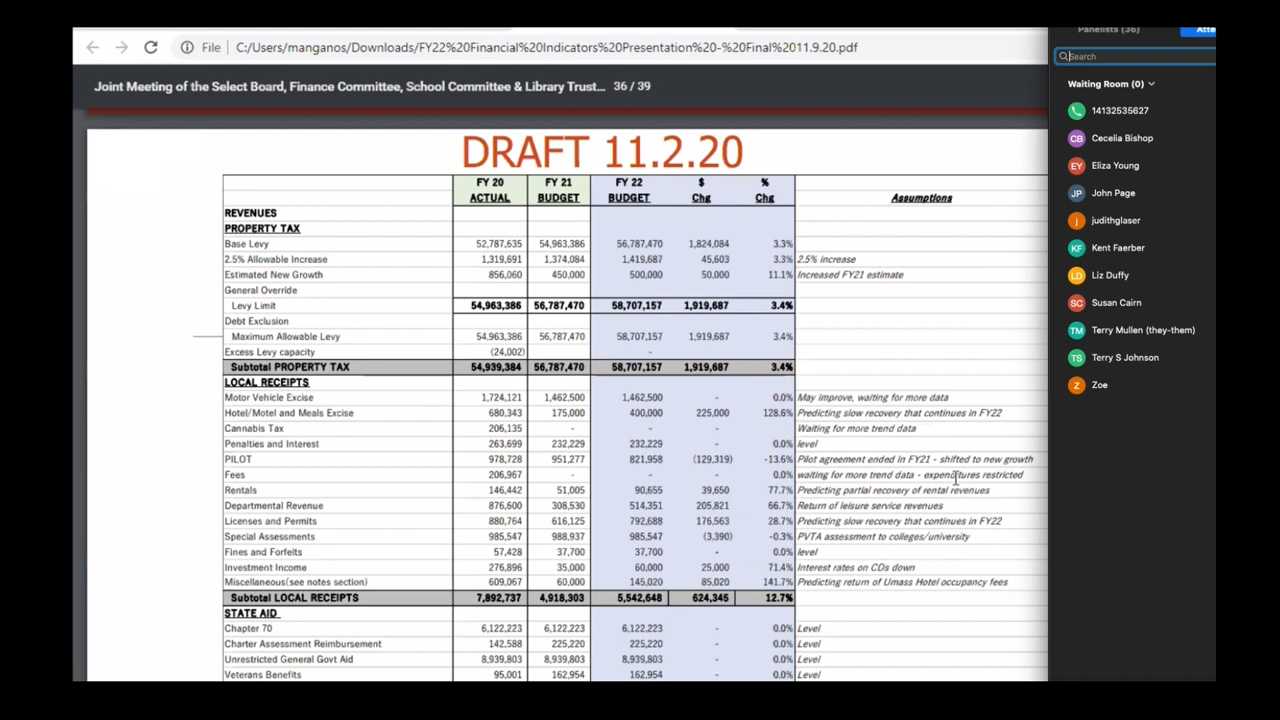 Panelists (36)
File C:/Users/manganos/Downloads/FY22%20Financial%20Indicators%20Presentation%20-%20Final%2011.9.20.pdf
Search
Joint Meeting of the Select Board, Finance Committee, School Committee & Library Trust... 36 / 39
Waiting Room (0)
14132535627
CB Cecelia Bishop
EY Eliza Young
JP John Page
j judithglaser
KF Kent Faerber
LD Liz Duffy
SC Susan Cairn
TM Terry Mullen (they-them)
TS Terry S Johnson
Z Zoe
DRAFT 11.2.20
FY 20 FY 21 FY 22 $ %
ACTUAL BUDGET BUDGET Chg Chg Assumptions
REVENUES
PROPERTY TAX
Base Levy 52,787,635 54,963,386 56,787,470 1,824,084 3.3%
2.5% Allowable Increase 1,319,691 1,374,084 1,419,687 45,603 3.3% 2.5% increase
Estimated New Growth 856,060 450,000 500,000 50,000 11.1% Increased FY21 estimate
General Override
Levy Limit 54,963,386 56,787,470 58,707,157 1,919,687 3.4%
Debt Exclusion
Maximum Allowable Levy 54,963,386 56,787,470 58,707,157 1,919,687 3.4%
Excess Levy capacity (24,002) -
Subtotal PROPERTY TAX 54,939,384 56,787,470 58,707,157 1,919,687 3.4%
LOCAL RECEIPTS
Motor Vehicle Excise 1,724,121 1,462,500 1,462,500 - 0.0% May improve, waiting for more data
Hotel/Motel and Meals Excise 680,343 175,000 400,000 225,000 128.6% Predicting slow recovery that continues in FY22
Cannabis Tax 206,135 - - - Waiting for more trend data
Penalties and Interest 263,699 232,229 232,229 - 0.0% level
PILOT 978,728 951,277 821,958 (129,319) -13.6% Pilot agreement ended in FY21 - shifted to new growth
Fees 206,967 - - - 0.0% waiting for more trend data - expenditures restricted
Rentals 146,442 51,005 90,655 39,650 77.7% Predicting partial recovery of rental revenues
Departmental Revenue 876,600 308,530 514,351 205,821 66.7% Return of leisure service revenues
Licenses and Permits 880,764 616,125 792,688 176,563 28.7% Predicting slow recovery that continues in FY22
Special Assessments 985,547 988,937 985,547 (3,390) -0.3% PVTA assessment to colleges/university
Fines and Forfeits 57,428 37,700 37,700 - 0.0% level
Investment Income 276,896 35,000 60,000 25,000 71.4% Interest rates on CDs down
Miscellaneous(see notes section) 609,067 60,000 145,020 85,020 141.7% Predicting return of Umass Hotel occupancy fees
Subtotal LOCAL RECEIPTS 7,892,737 4,918,303 5,542,648 624,345 12.7%
STATE AID
Chapter 70 6,122,223 6,122,223 6,122,223 - 0.0% Level
Charter Assessment Reimbursement 142,588 225,220 225,220 - 0.0% Level
Unrestricted General Govt Aid 8,939,803 8,939,803 8,939,803 - 0.0% Level
Veterans Benefits 95,001 162,954 162,954 - 0.0% Level